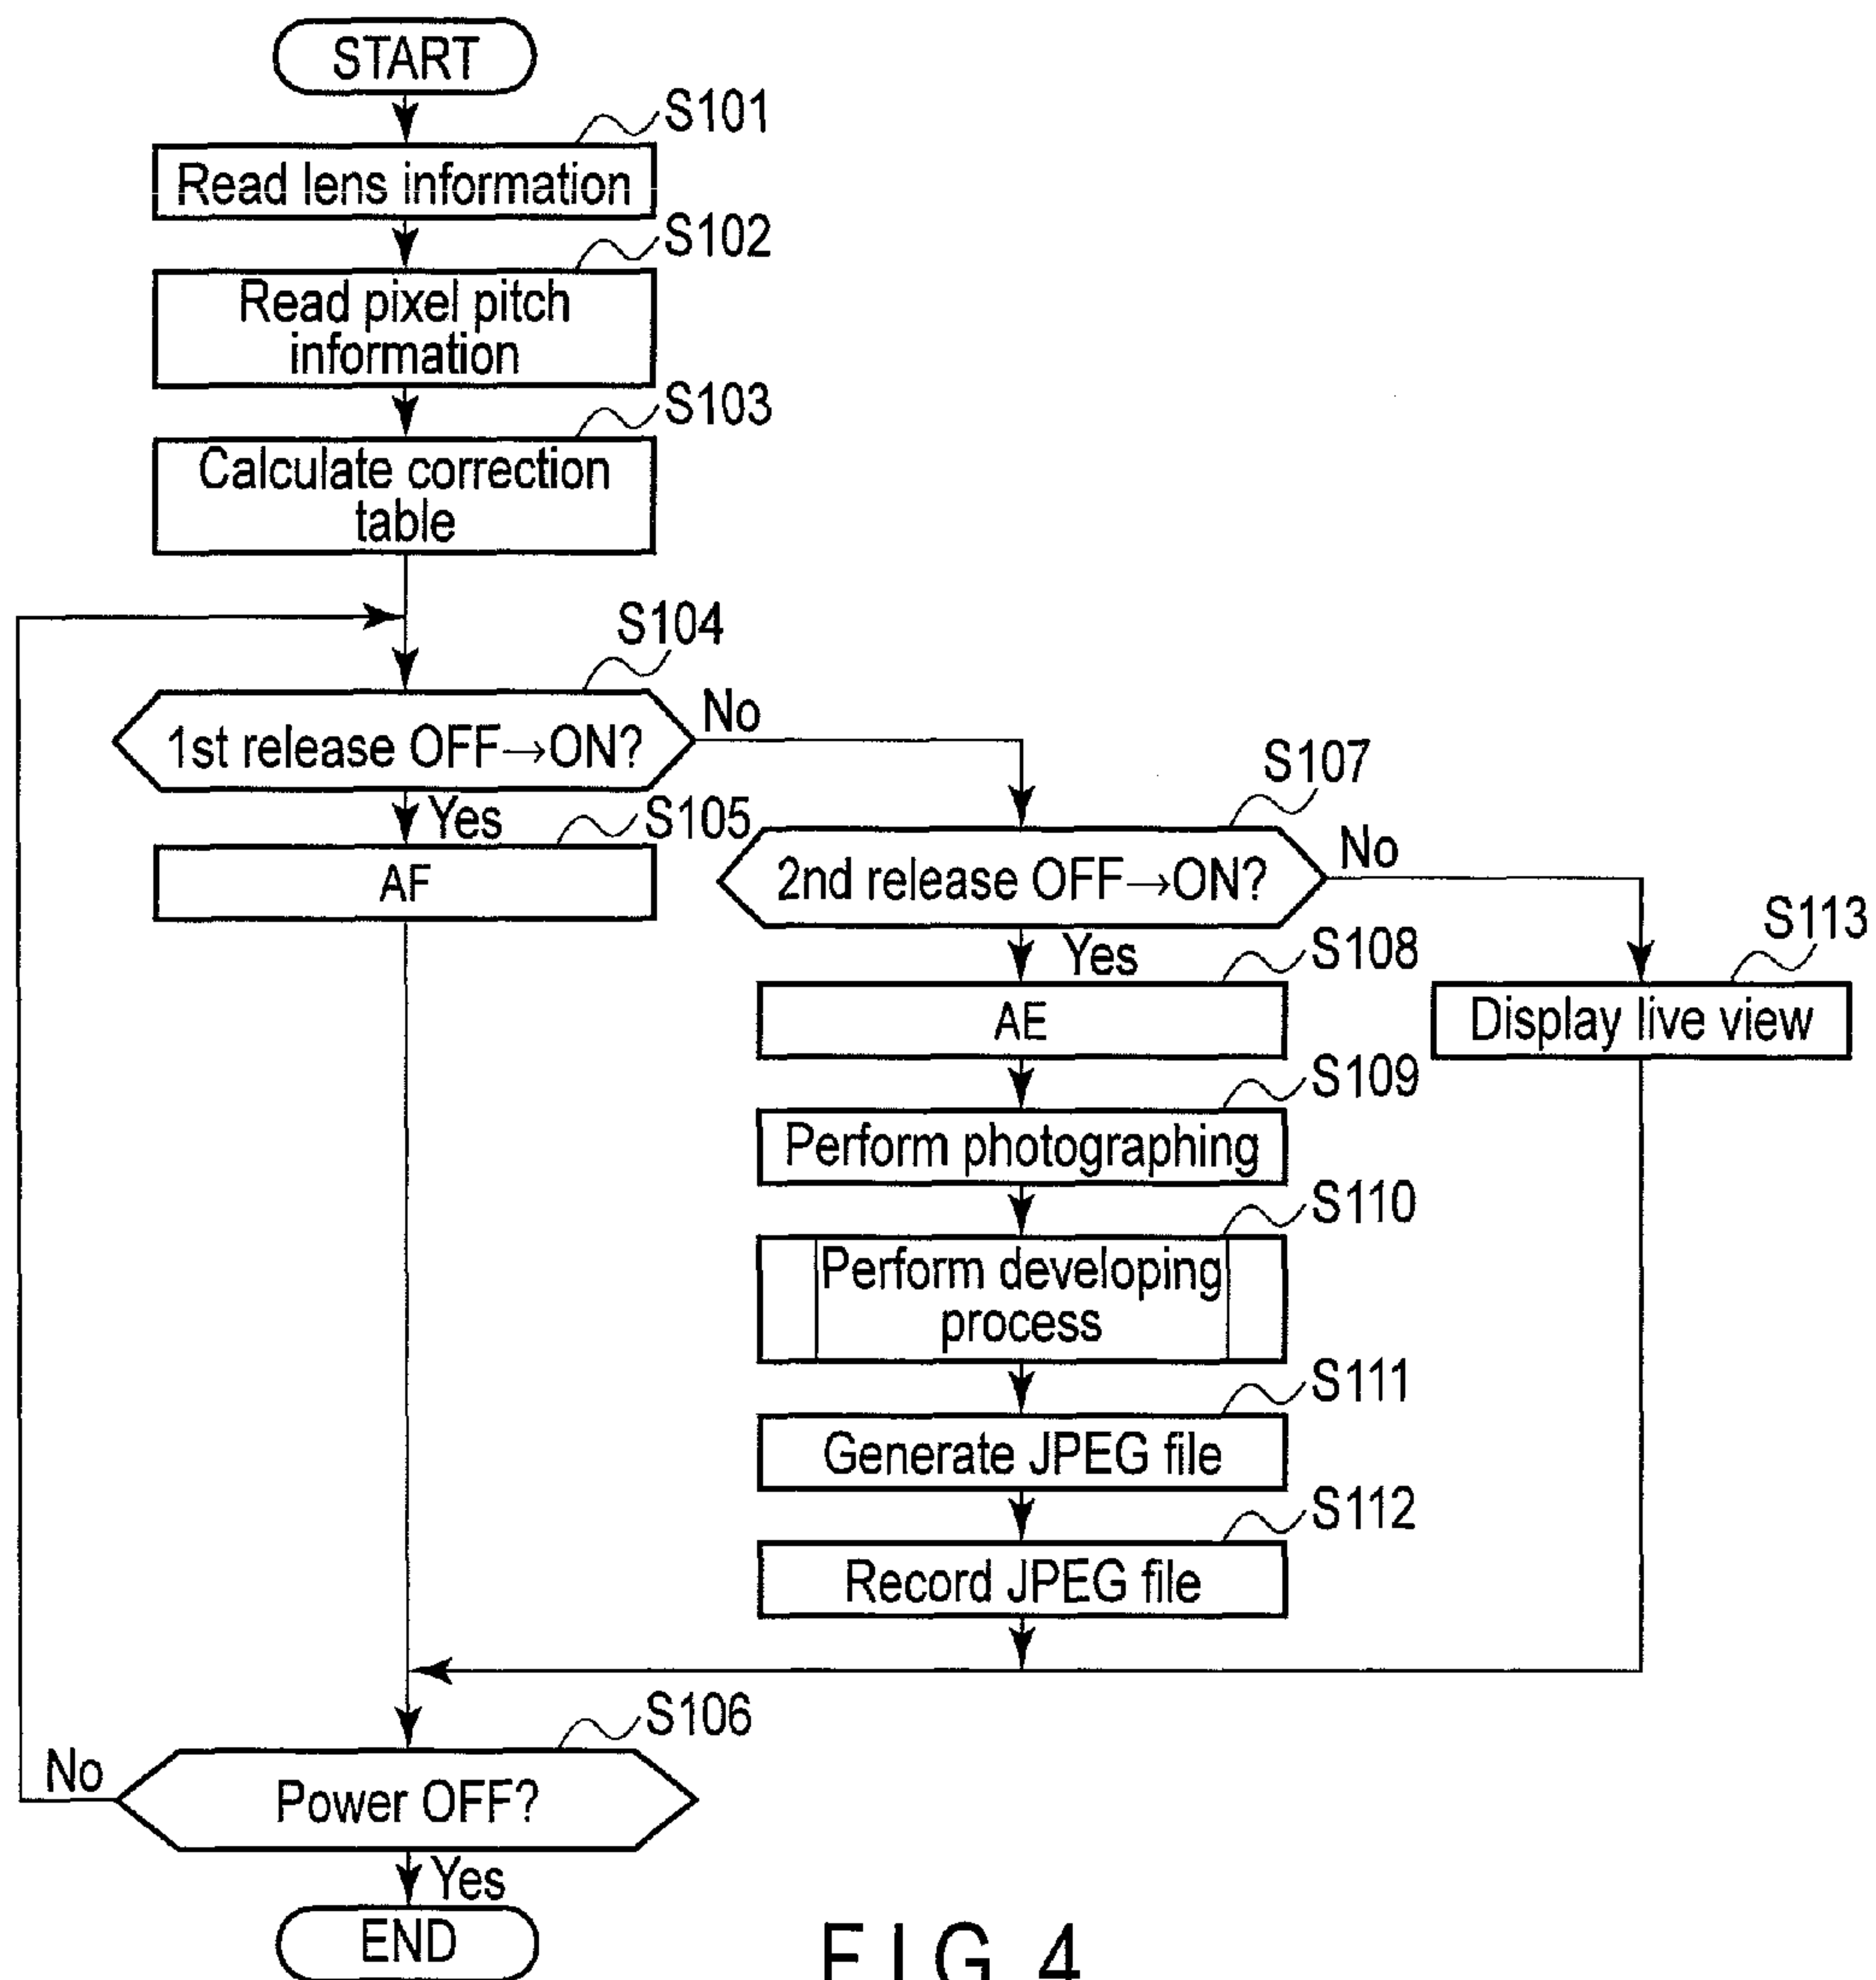 START
S101
Read lens information
S102
Read pixel pitch
information
S103
Calculate correction
table
S104
1st release OFF→ON?
No
Yes
S105
AF
S107
2nd release OFF→ON?
No
Yes
S108
AE
S113
Display live view
S109
Perform photographing
S110
Perform developing
process
S111
Generate JPEG file
S112
Record JPEG file
S106
Power OFF?
No
Yes
END
FIG. 4